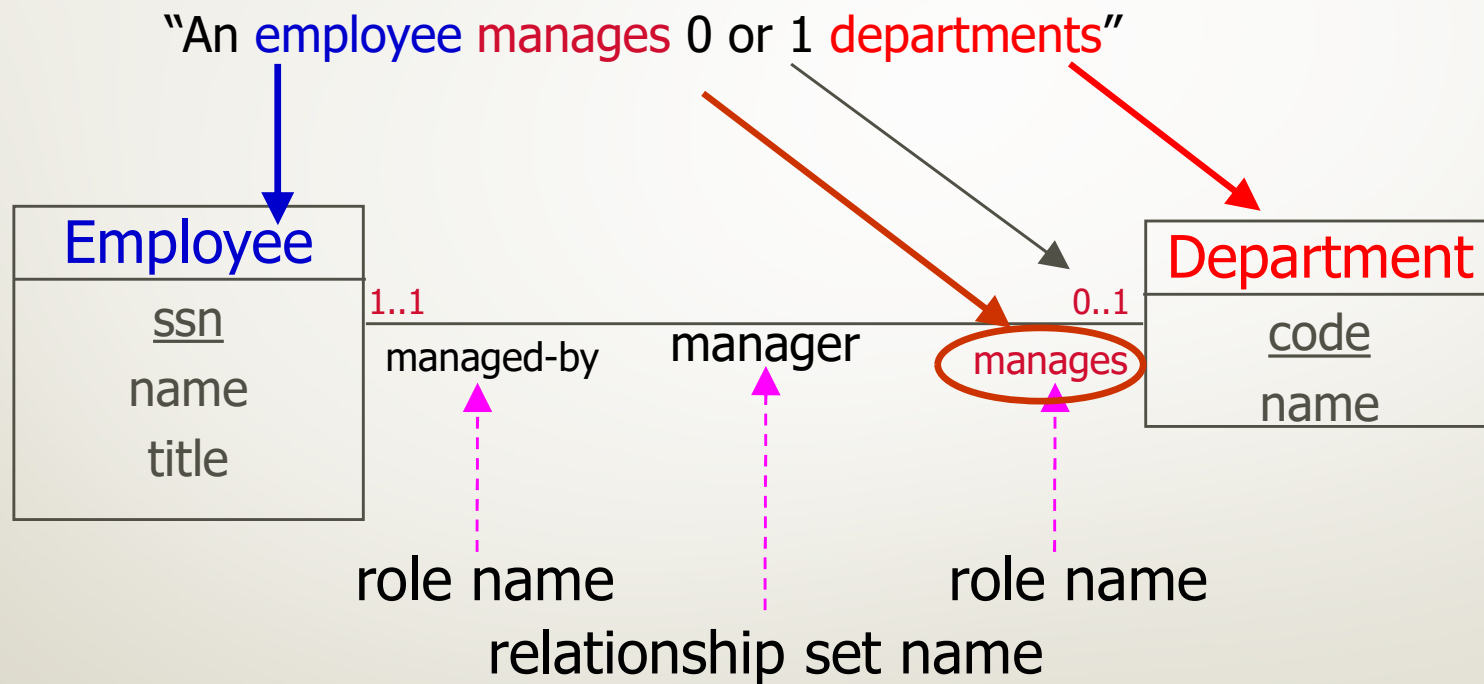 “An employee manages 0 or 1 departments”
Employee
ssn
name
title
1..1
managed-by
manager
0..1
manages
Department
code
name
role name
role name
relationship set name